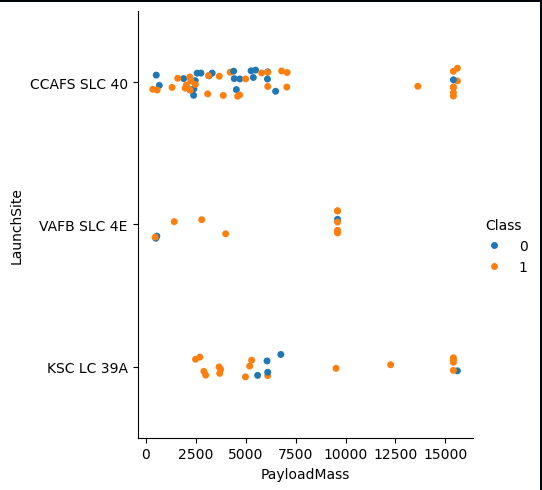 CCAFS SLC 40
VAFB SLC 4E
KSC LC 39A
LaunchSite
0 2500 5000 7500 10000 12500 15000
PayloadMass
Class
0
1